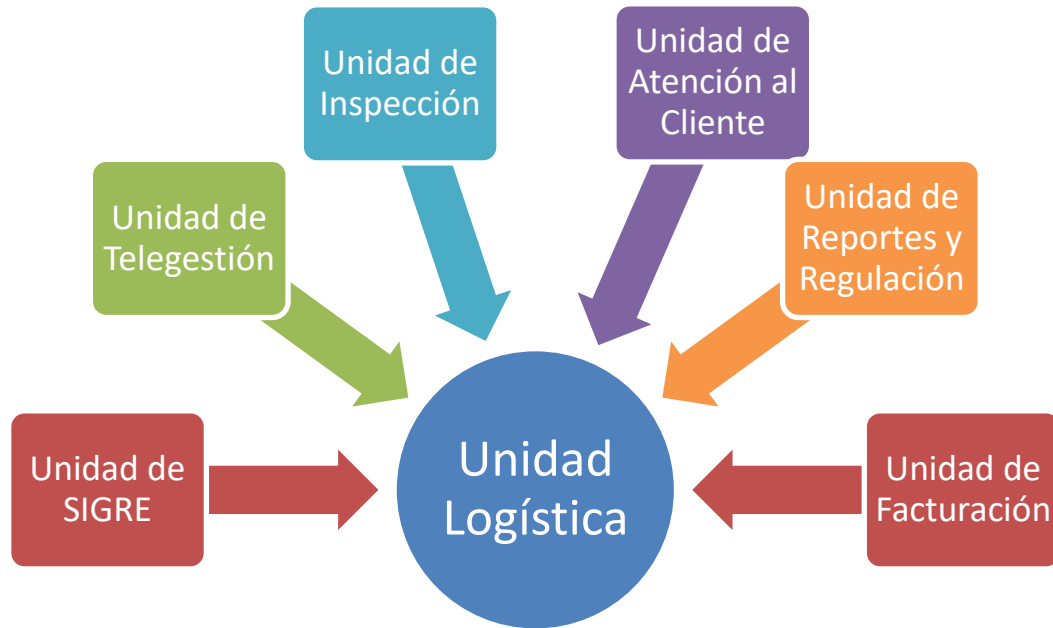 Unidad de
Inspección
Unidad de
Atención al
Cliente
Unidad de
Telegestión
Unidad de
Reportes y
Regulación
Unidad de
SIGRE
Unidad
Logística
Unidad de
Facturación